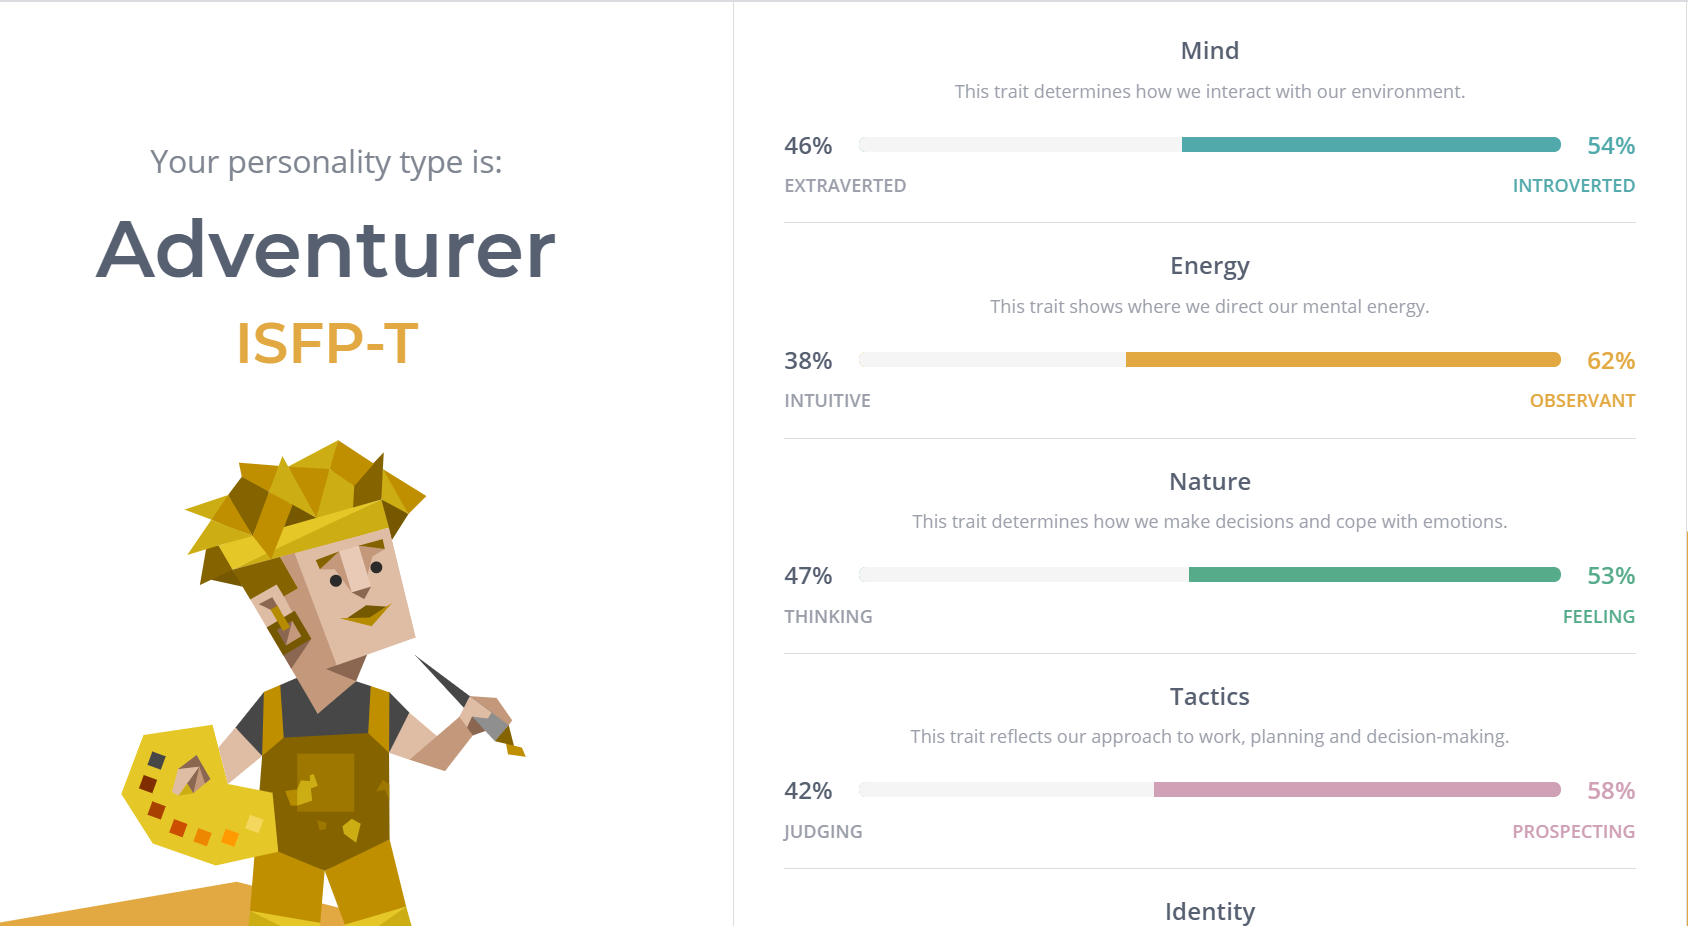 Your personality type is:
Adventurer
ISFP-T
Mind
This trait determines how we interact with our environment.
46%
54%
EXTRAVERTED
INTROVERTED
Energy
This trait shows where we direct our mental energy.
38%
62%
INTUITIVE
OBSERVANT
Nature
This trait determines how we make decisions and cope with emotions.
47%
53%
THINKING
FEELING
Tactics
This trait reflects our approach to work, planning and decision-making.
42%
58%
JUDGING
PROSPECTING
Identity